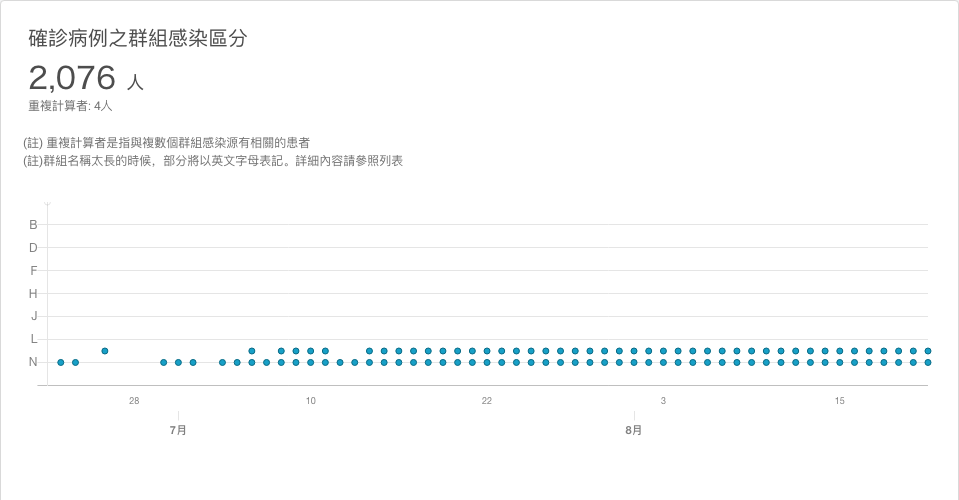 確診病例之群組感染區分
2,076 人
重複計算者: 4人
(註) 重複計算者是指與複數個群組感染源有相關的患者
(註)群組名稱太長的時候，部分將以英文字母表記。詳細內容請參照列表
B
D
F
H
J
L
N
28 10 22 3 15
7月 8月